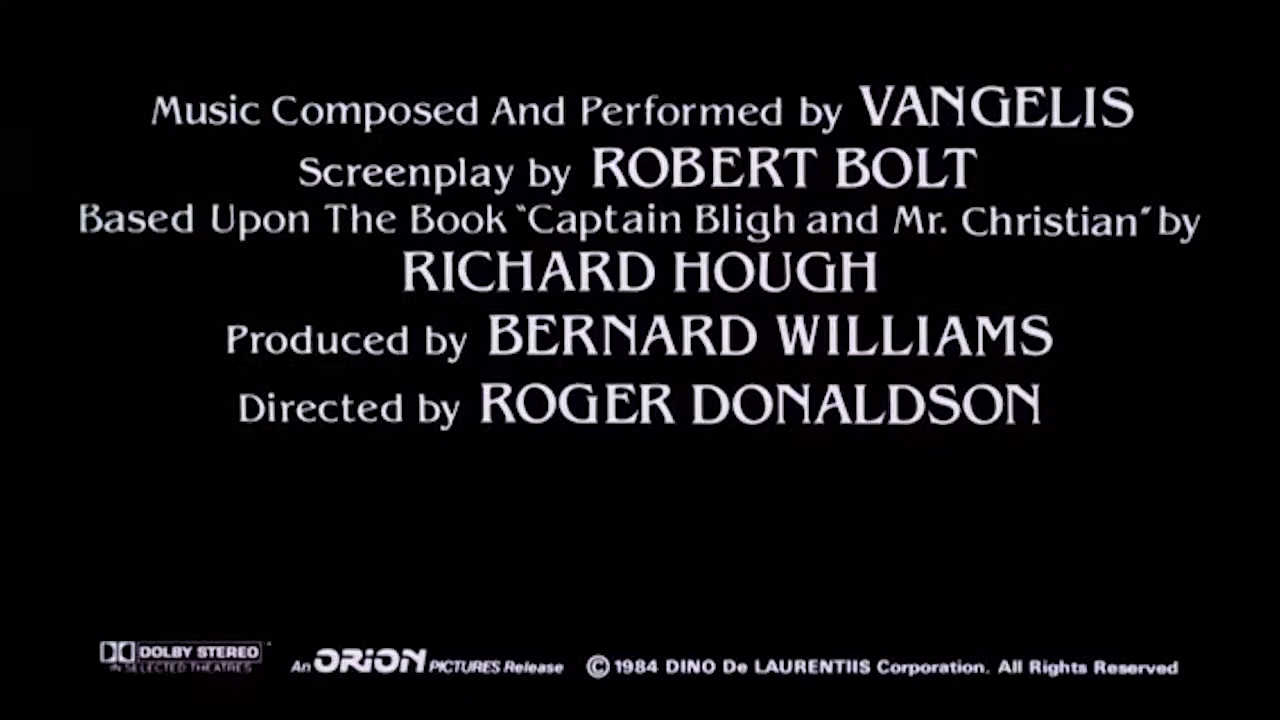 Music Composed And Performed by VANGELIS
Screenplay by ROBERT BOLT
Based Upon The Book "Captain Bligh and Mr. Christian" by
RICHARD HOUGH
Produced by BERNARD WILLIAMS
Directed by ROGER DONALDSON
DOLBY STEREO
IN SELECTED THEATRES
An ORION PICTURES Release
© 1984 DINO De LAURENTIIS Corporation. All Rights Reserved